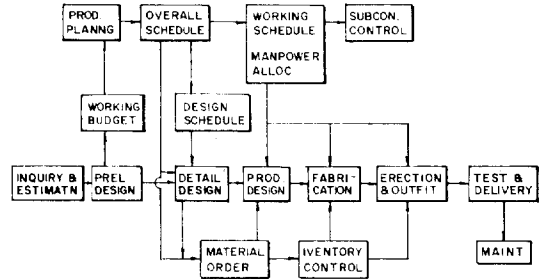 PROD.
PLANNG
OVERALL
SCHEDULE
WORKING
SCHEDULE
MANPOWER
ALLOC
SUBCON.
CONTROL
WORKING
BUDGET
DESIGN
SCHEDULE
INQUIRY &
ESTIMATN
PREL
DESIGN
DETAIL
DESIGN
PROD.
DESIGN
FABRI-
CATION
ERECTION
& OUTFIT
TEST &
DELIVERY
MATERIAL
ORDER
IVENTORY
CONTROL
MAINT